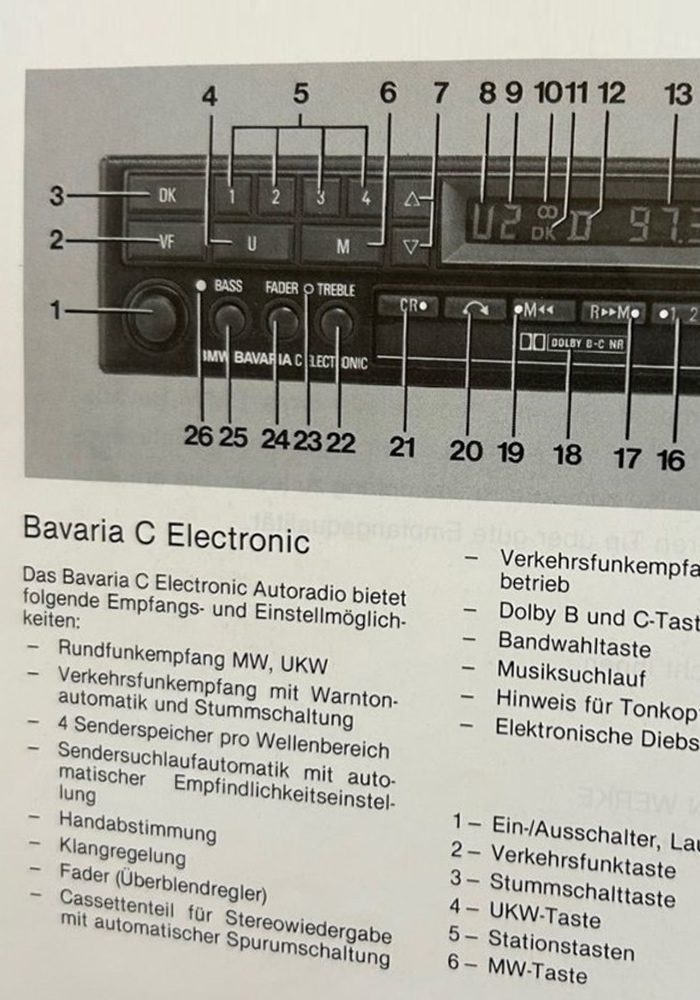 4 5 6 7 8 9 10 11 12 13
3 DK 1 2 3 4
2 VF U M U2 DK D 97.
1 BASS FADER TREBLE
CR M R M 1 2
DOLBY B-C NR
BMW BAVARIA C ELECTRONIC
26 25 24 23 22 21 20 19 18 17 16
Bavaria C Electronic
Das Bavaria C Electronic Autoradio bietet
folgende Empfangs- und Einstellmöglich-
keiten:
– Rundfunkempfang MW, UKW
– Verkehrsfunkempfang mit Warnton-
automatik und Stummschaltung
– 4 Senderspeicher pro Wellenbereich
– Sendersuchlaufautomatik mit auto-
matischer Empfindlichkeitseinstel-
lung
– Handabstimmung
– Klangregelung
– Fader (Überblendregler)
– Cassettenteil für Stereowiedergabe
mit automatischer Spurumschaltung
– Verkehrsfunkempfa
betrieb
– Dolby B und C-Tast
– Bandwahltaste
– Musiksuchlauf
– Hinweis für Tonkop
– Elektronische Diebs
1 – Ein-/Ausschalter, Lau
2 – Verkehrsfunktaste
3 – Stummschalttaste
4 – UKW-Taste
5 – Stationstasten
6 – MW-Taste